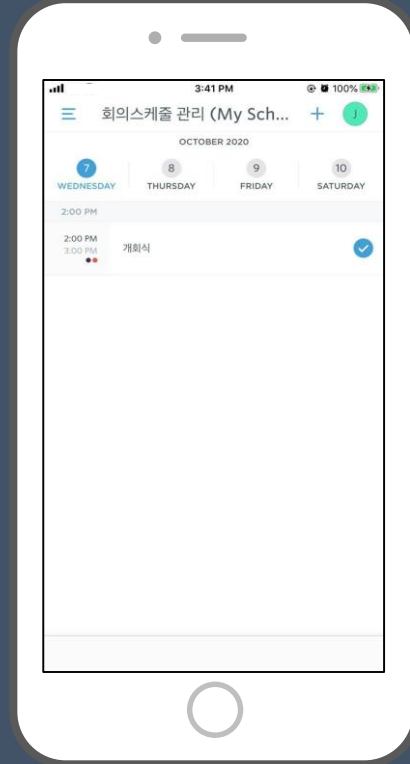 3:41 PM
100%
회의스케줄 관리 (My Sch...
+
J
OCTOBER 2020
7
8
9
10
WEDNESDAY
THURSDAY
FRIDAY
SATURDAY
2:00 PM
2:00 PM
3:00 PM
개회식